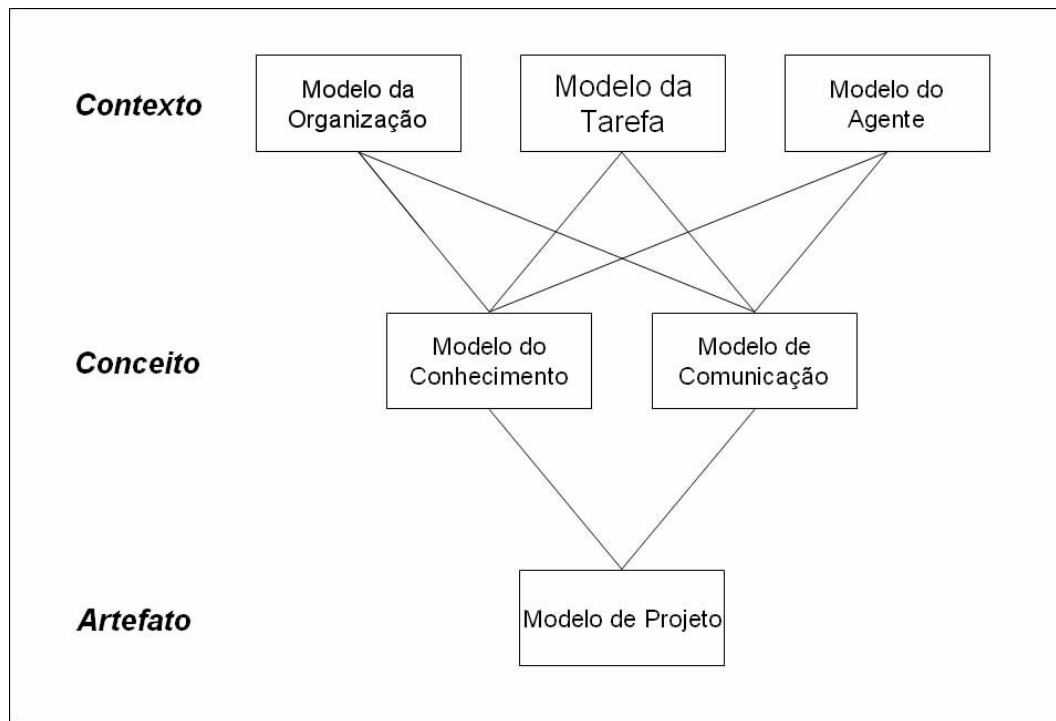 Contexto
Modelo da
Organização
Modelo da
Tarefa
Modelo do
Agente
Conceito
Modelo do
Conhecimento
Modelo de
Comunicação
Artefato
Modelo de Projeto